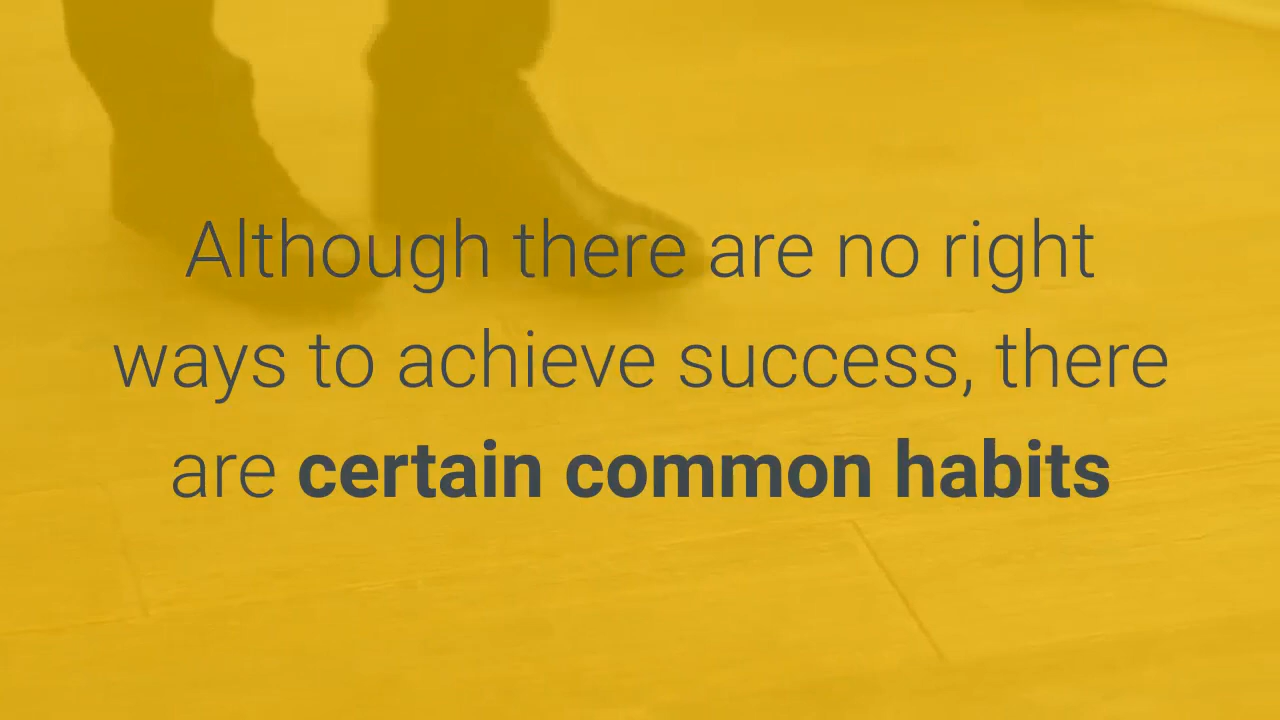 Although there are no right
ways to achieve success, there
are certain common habits